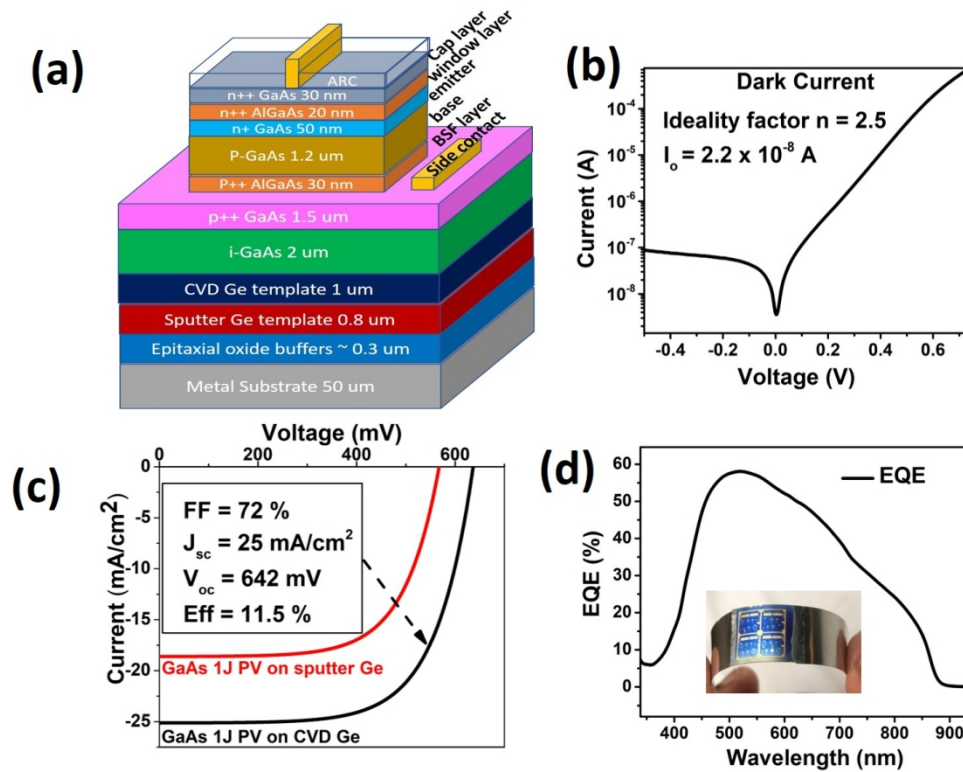 (a)
Cap layer
window layer
emitter
base
BSF layer
Side contact
ARC
n++ GaAs 30 nm
n++ AlGaAs 20 nm
n+ GaAs 50 nm
P-GaAs 1.2 um
P++ AlGaAs 30 nm
p++ GaAs 1.5 um
i-GaAs 2 um
CVD Ge template 1 um
Sputter Ge template 0.8 um
Epitaxial oxide buffers ~ 0.3 um
Metal Substrate 50 um
(b)
Dark Current
Ideality factor n = 2.5
I_o = 2.2 x 10^-8 A
Current (A)
10^-4
10^-5
10^-6
10^-7
10^-8
-0.4 -0.2 0.0 0.2 0.4 0.6
Voltage (V)
(c)
Voltage (mV)
0 200 400 600
Current (mA/cm^2)
0
-5
-10
-15
-20
-25
FF = 72 %
J_sc = 25 mA/cm^2
V_oc = 642 mV
Eff = 11.5 %
GaAs 1J PV on sputter Ge
GaAs 1J PV on CVD Ge
(d)
EQE
EQE (%)
60
50
40
30
20
10
0
400 500 600 700 800 900
Wavelength (nm)